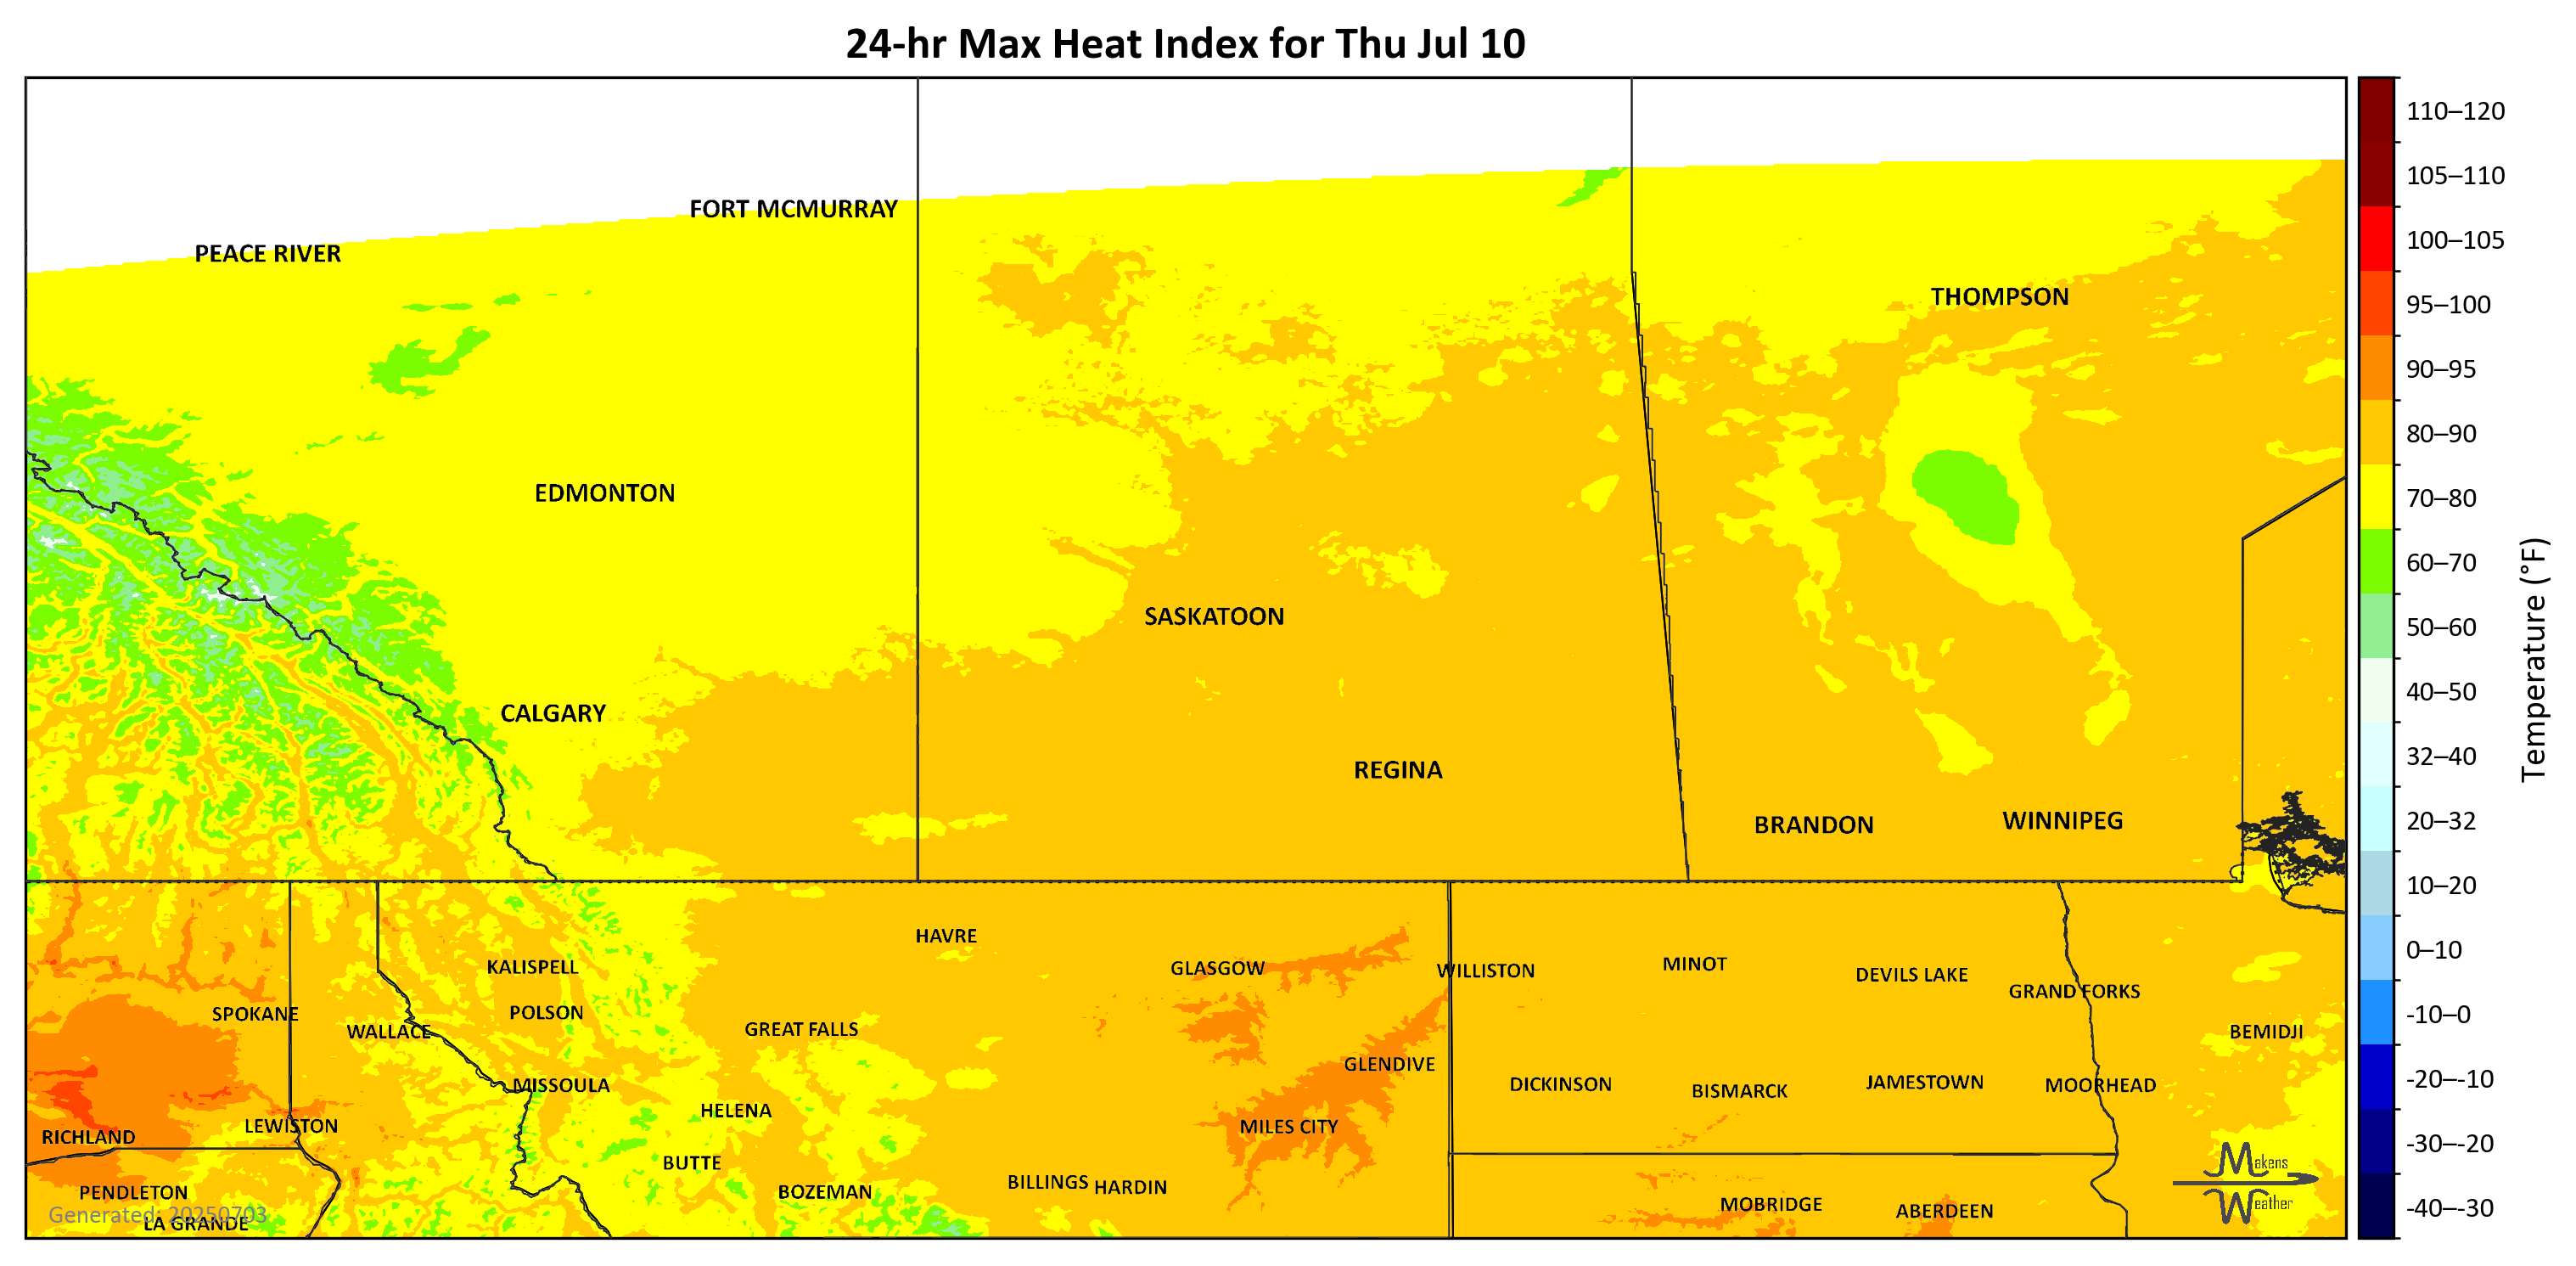 24-hr Max Heat Index for Thu Jul 10
110–120
105–110
FORT MCMURRAY
100–105
PEACE RIVER
THOMPSON
95–100
90–95
80–90
EDMONTON
70–80
60–70
SASKATOON
50–60
40–50
CALGARY
32–40
REGINA
BRANDON
WINNIPEG
20–32
10–20
Temperature (°F)
HAVRE
0–10
KALISPELL
GLASGOW
WILLISTON
MINOT
DEVILS LAKE
GRAND FORKS
SPOKANE
POLSON
-10–0
WALLACE
GREAT FALLS
BEMIDJI
GLENDIVE
-20–-10
MISSOULA
DICKINSON
BISMARCK
JAMESTOWN
MOORHEAD
HELENA
LEWISTON
MILES CITY
RICHLAND
-30–-20
BUTTE
Makens
Weather
PENDLETON
BOZEMAN
BILLINGS
HARDIN
MOBRIDGE
ABERDEEN
-40–-30
Generated: 20250703
LA GRANDE